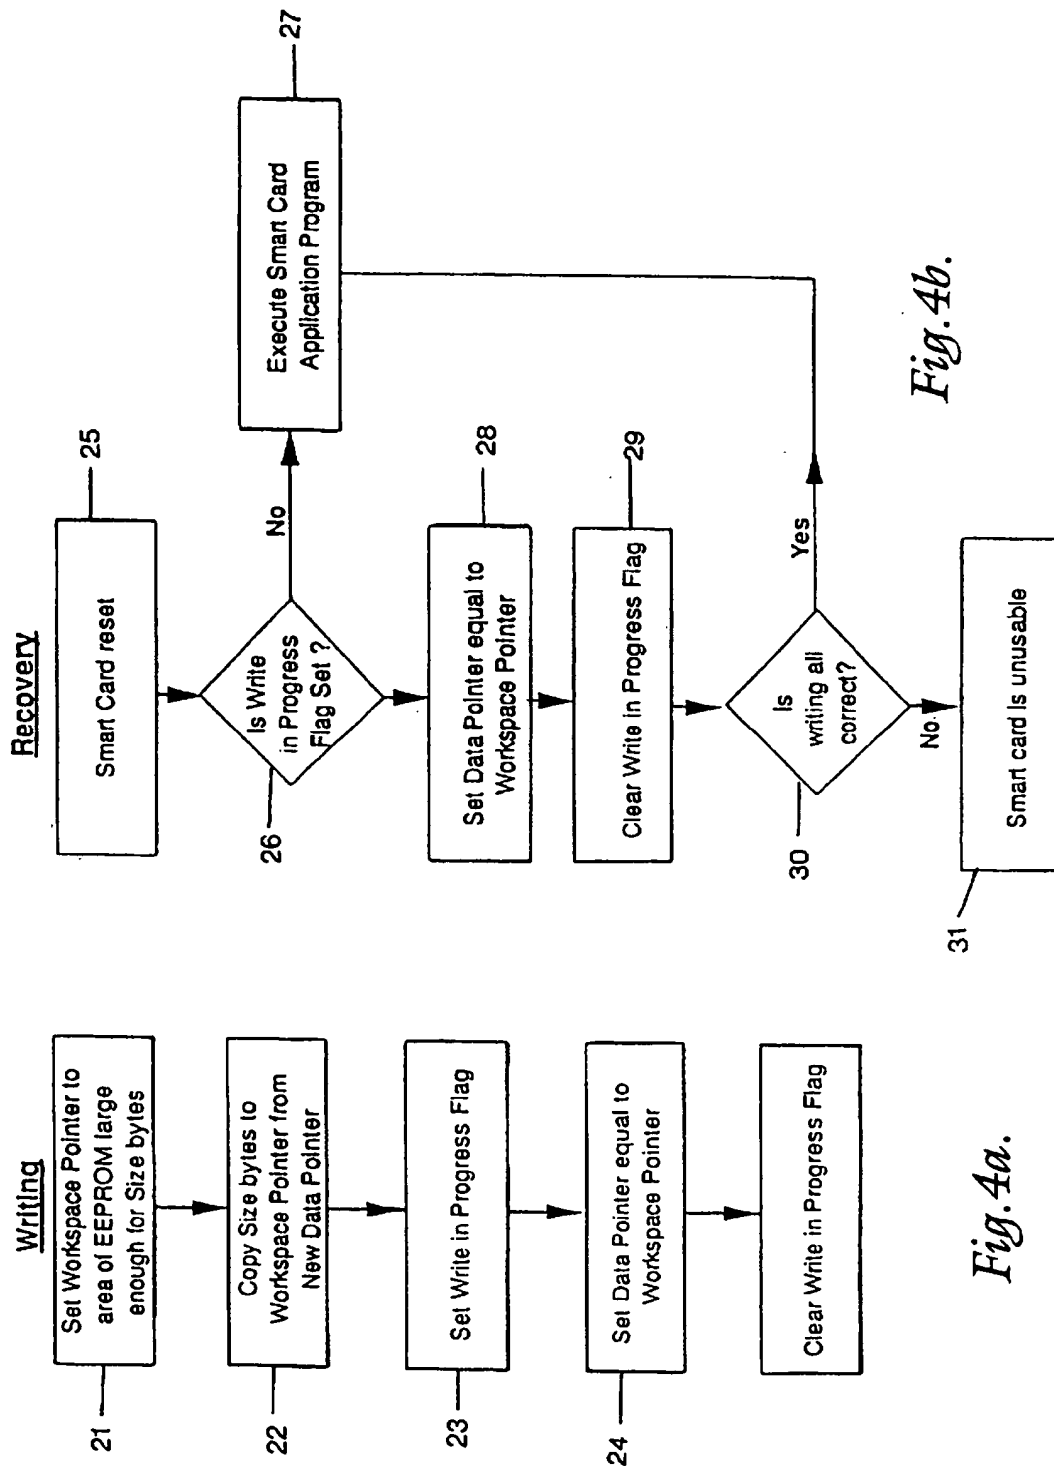 Writing
21
Set Workspace Pointer to
area of EEPROM large
enough for Size bytes
22
Copy Size bytes to
Workspace Pointer from
New Data Pointer
23
Set Write in Progress Flag
24
Set Data Pointer equal to
Workspace Pointer
Clear Write in Progress Flag
Fig.4a.
Recovery
Smart Card reset
25
26
Is Write
in Progress
Flag Set ?
No
Execute Smart Card
Application Program
27
Set Data Pointer equal to
Workspace Pointer
28
Clear Write in Progress Flag
29
30
Is
writing all
correct?
Yes
No.
31
Smart card is unusable
Fig.4b.